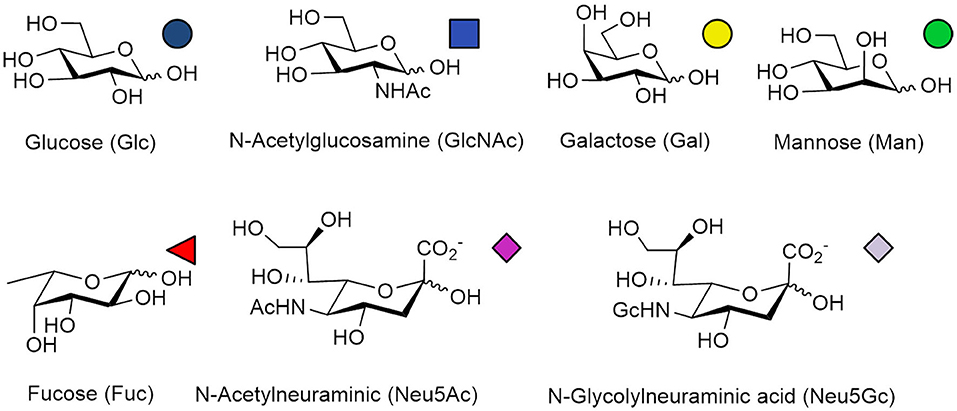 HO
HO
HO
O
OH
OH
Glucose (Glc)
HO
HO
HO
O
OH
NHAc
N-Acetylglucosamine (GlcNAc)
OH
OH
O
HO
OH
OH
Galactose (Gal)
HO
OH
HO
HO
O
OH
Mannose (Man)
O
OH
OH
HO
OH
Fucose (Fuc)
OH
HO
CO2-
HO
O
OH
AcHN
HO
N-Acetylneuraminic (Neu5Ac)
OH
HO
CO2-
HO
O
OH
GcHN
HO
N-Glycolylneuraminic acid (Neu5Gc)